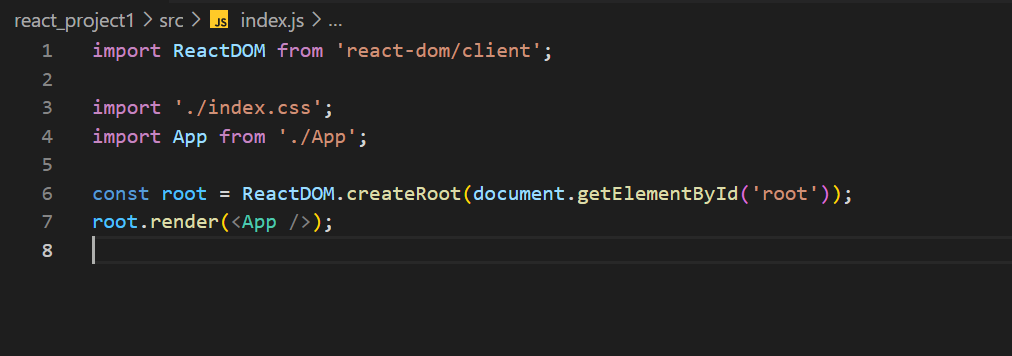 react_project1 > src > JS index.js > ...
1 import ReactDOM from 'react-dom/client';
2
3 import './index.css';
4 import App from './App';
5
6 const root = ReactDOM.createRoot(document.getElementById('root'));
7 root.render(<App />);
8